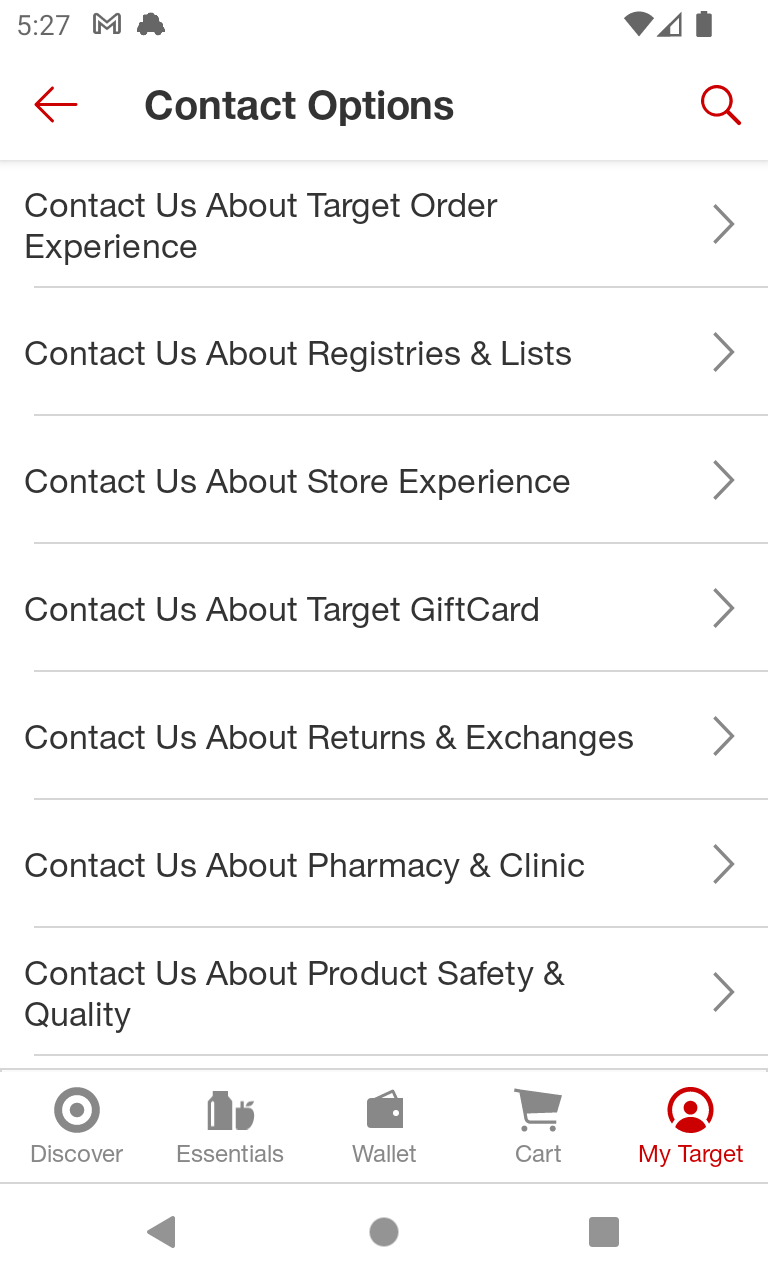 5:27
Contact Options
Contact Us About Target Order
Experience
Contact Us About Registries & Lists
Contact Us About Store Experience
Contact Us About Target GiftCard
Contact Us About Returns & Exchanges
Contact Us About Pharmacy & Clinic
Contact Us About Product Safety &
Quality
Discover
Essentials
Wallet
Cart
My Target